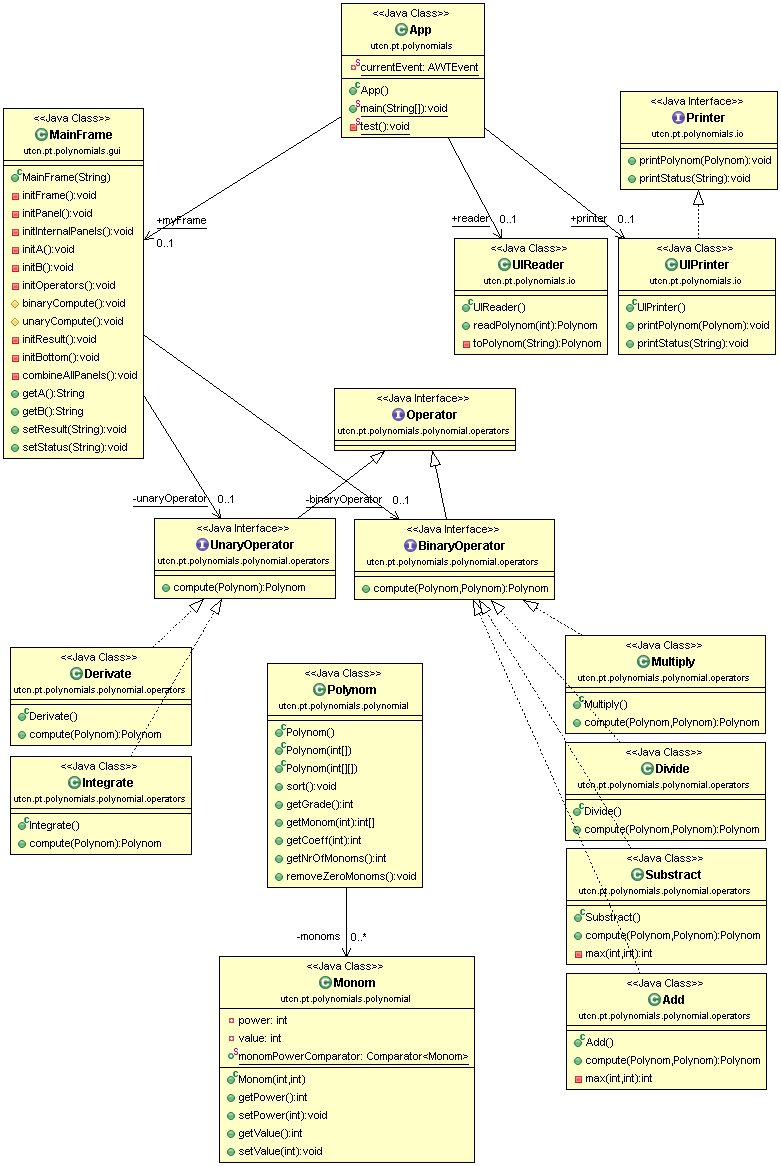 <<Java Class>>
App
utcn.pt.polynomials
currentEvent: AWTEvent
App()
main(String[]):void
test():void
<<Java Class>>
MainFrame
utcn.pt.polynomials.gui
MainFrame(String)
initFrame():void
initPanel():void
initInternalPanels():void
initA():void
initB():void
initOperators():void
binaryCompute():void
unaryCompute():void
initResult():void
initBottom():void
combineAllPanels():void
getA():String
getB():String
setResult(String):void
setStatus(String):void
<<Java Interface>>
Printer
utcn.pt.polynomials.io
printPolynom(Polynom):void
printStatus(String):void
+myFrame
0..1
+reader 0..1
+printer 0..1
<<Java Class>>
UIReader
utcn.pt.polynomials.io
UIReader()
readPolynom(int):Polynom
toPolynom(String):Polynom
<<Java Class>>
UIPrinter
utcn.pt.polynomials.io
UIPrinter()
printPolynom(Polynom):void
printStatus(String):void
<<Java Interface>>
Operator
utcn.pt.polynomials.polynomial.operators
-unaryOperator 0..1
-binaryOperator 0..1
<<Java Interface>>
UnaryOperator
utcn.pt.polynomials.polynomial.operators
compute(Polynom):Polynom
<<Java Interface>>
BinaryOperator
utcn.pt.polynomials.polynomial.operators
compute(Polynom,Polynom):Polynom
<<Java Class>>
Derivate
utcn.pt.polynomials.polynomial.operators
Derivate()
compute(Polynom):Polynom
<<Java Class>>
Integrate
utcn.pt.polynomials.polynomial.operators
Integrate()
compute(Polynom):Polynom
<<Java Class>>
Polynom
utcn.pt.polynomials.polynomial
Polynom()
Polynom(int[])
Polynom(int[][])
sort():void
getGrade():int
getMonom(int):int[]
getCoeff(int):int
getNrOfMonoms():int
removeZeroMonoms():void
-monoms 0..*
<<Java Class>>
Monom
utcn.pt.polynomials.polynomial
power: int
value: int
monomPowerComparator: Comparator<Monom>
Monom(int,int)
getPower():int
setPower(int):void
getValue():int
setValue(int):void
<<Java Class>>
Multiply
utcn.pt.polynomials.polynomial.operators
Multiply()
compute(Polynom,Polynom):Polynom
<<Java Class>>
Divide
utcn.pt.polynomials.polynomial.operators
Divide()
compute(Polynom,Polynom):Polynom
<<Java Class>>
Substract
utcn.pt.polynomials.polynomial.operators
Substract()
compute(Polynom,Polynom):Polynom
max(int,int):int
<<Java Class>>
Add
utcn.pt.polynomials.polynomial.operators
Add()
compute(Polynom,Polynom):Polynom
max(int,int):int